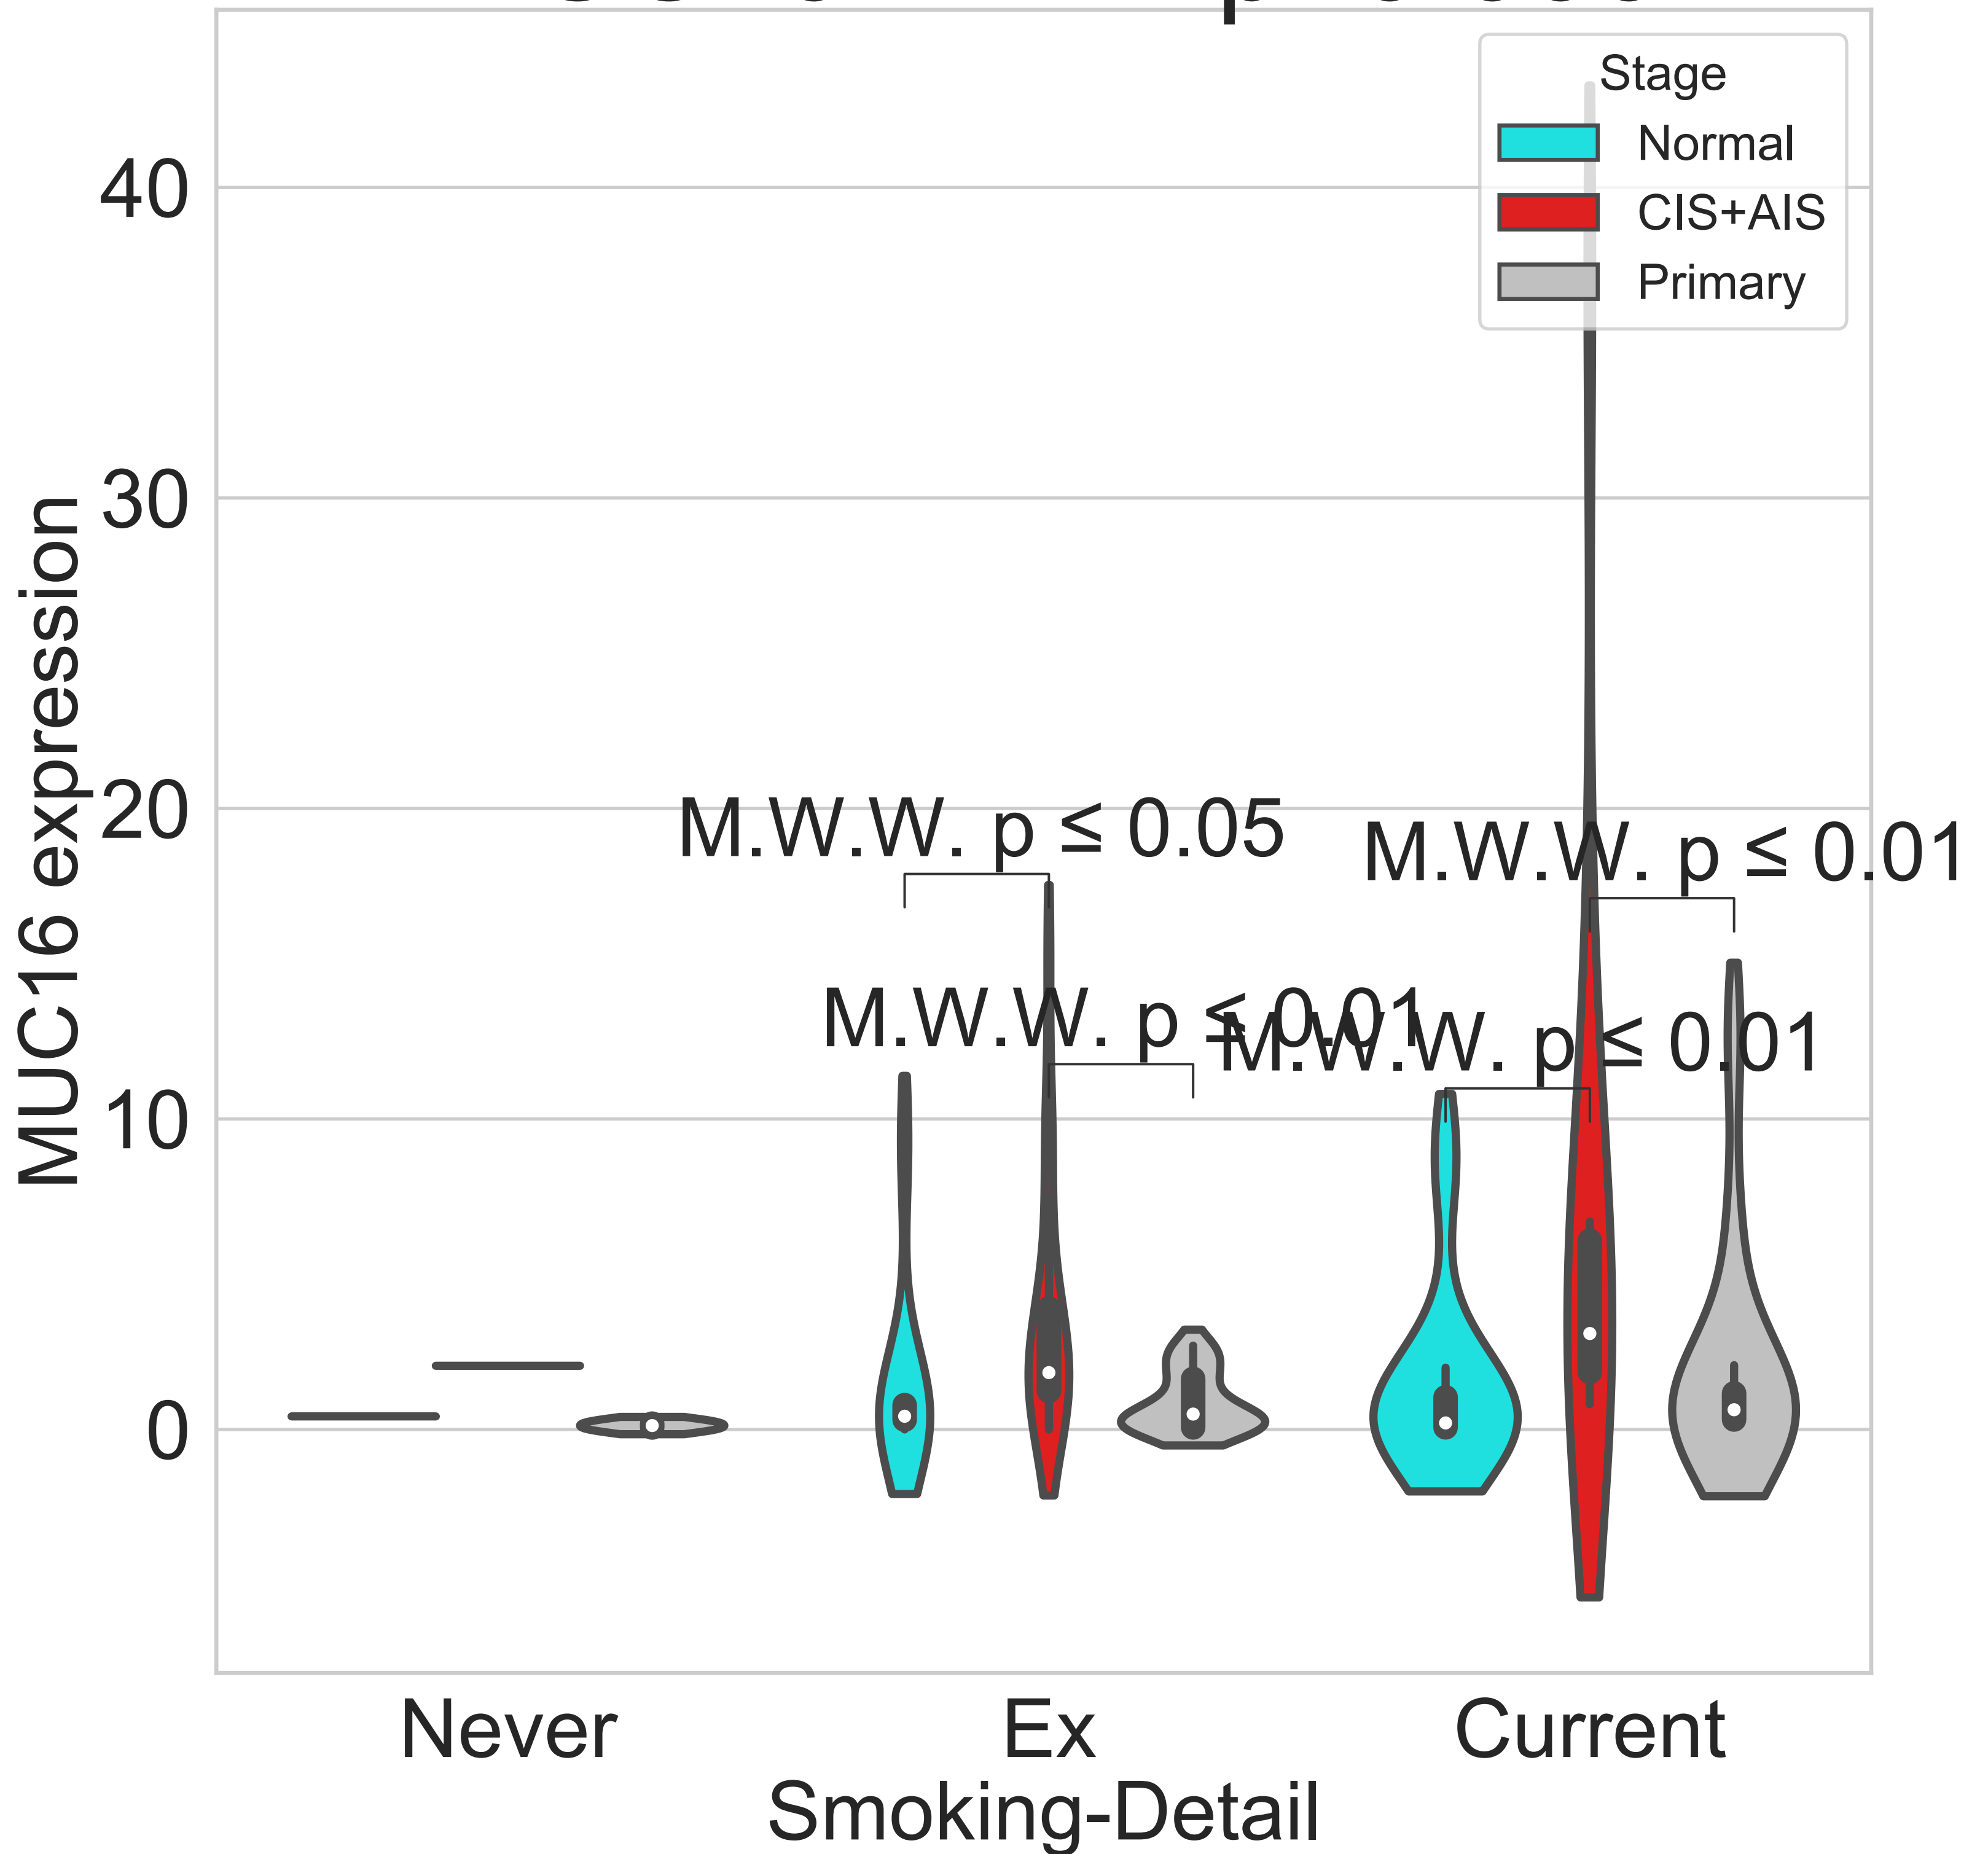 Stage
Normal
CIS+AIS
Primary
40
30
20
10
0
MUC16 expression
M.W.W. p ≤ 0.05
M.W.W. p ≤ 0.01
M.W.W. p ≤ 0.01
M.W.W. p ≤ 0.01
Never
Ex
Current
Smoking-Detail